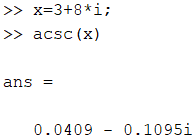 >> x=3+8*i;
>> acsc(x)
ans =
0.0409 - 0.1095i